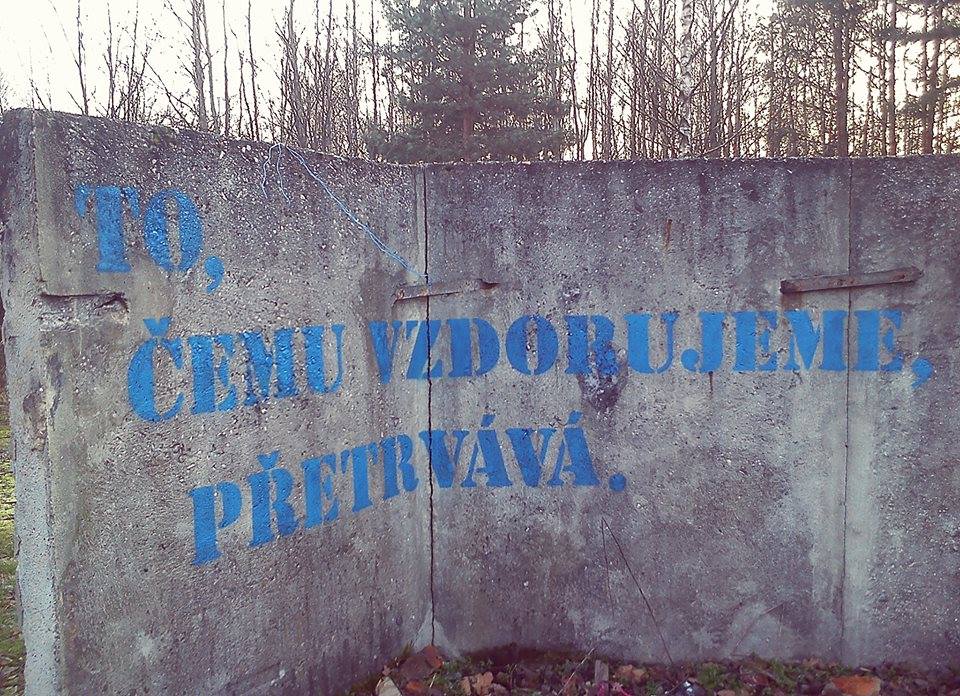 TO,
ČEMU VZDORUJEME,
PŘETRVÁVÁ.